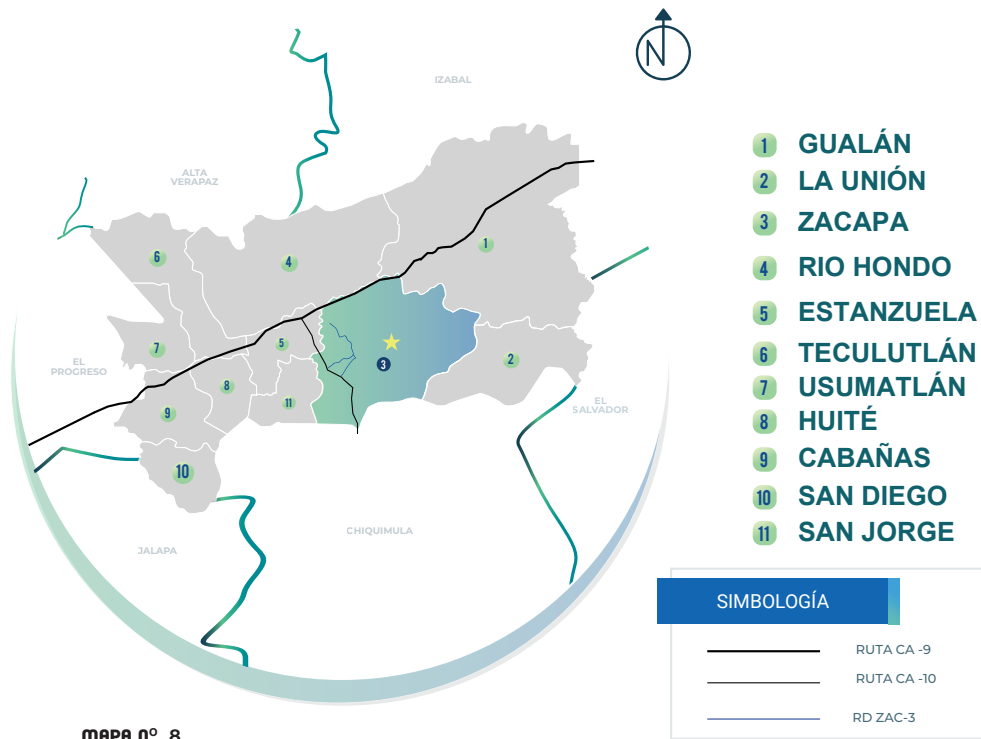 N
IZABAL
ALTA
VERAPAZ
EL
PROGRESO
EL
SALVADOR
CHIQUIMULA
JALAPA
6
4
1
7
5
3
2
8
9
11
10
1 GUALÁN
2 LA UNIÓN
3 ZACAPA
4 RIO HONDO
5 ESTANZUELA
6 TECULUTLÁN
7 USUMATLÁN
8 HUITÉ
9 CABAÑAS
10 SAN DIEGO
11 SAN JORGE
SIMBOLOGÍA
RUTA CA -9
RUTA CA -10
RD ZAC-3
MAPA Nº 8